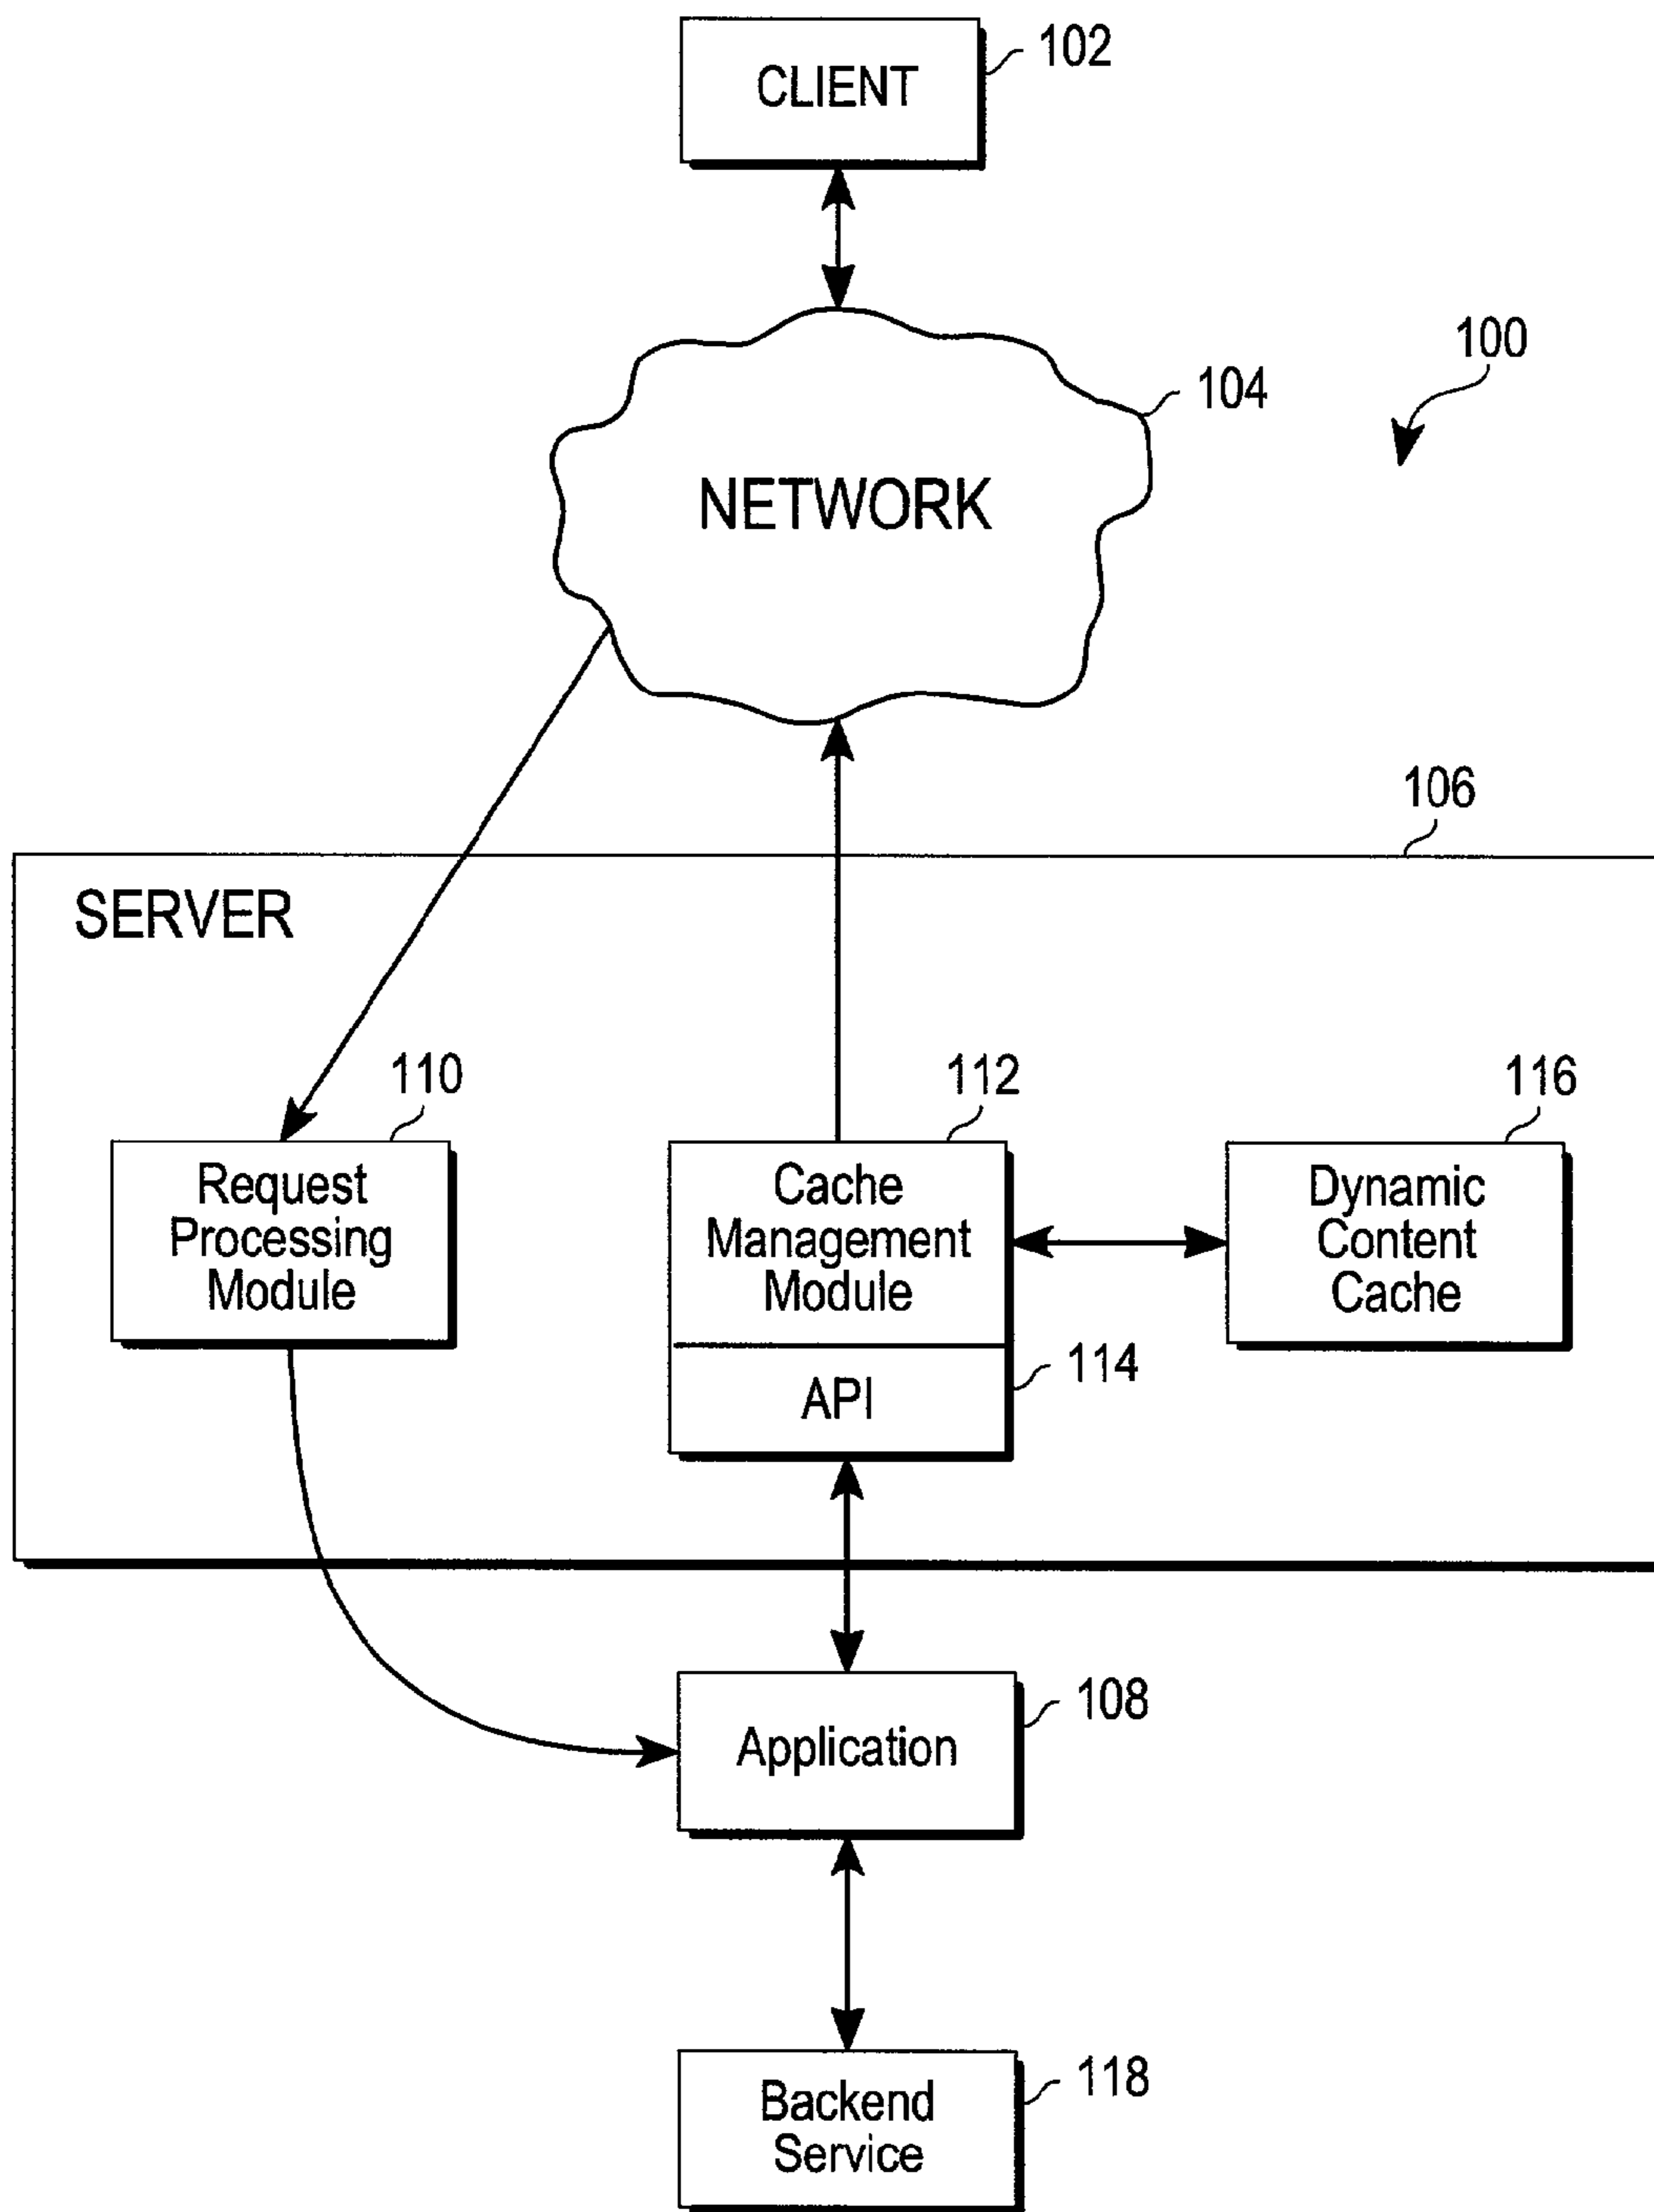 102
CLIENT
100
104
NETWORK
106
SERVER
110
112
116
Request
Processing
Module
Cache
Management
Module
Dynamic
Content
Cache
114
API
108
Application
118
Backend
Service